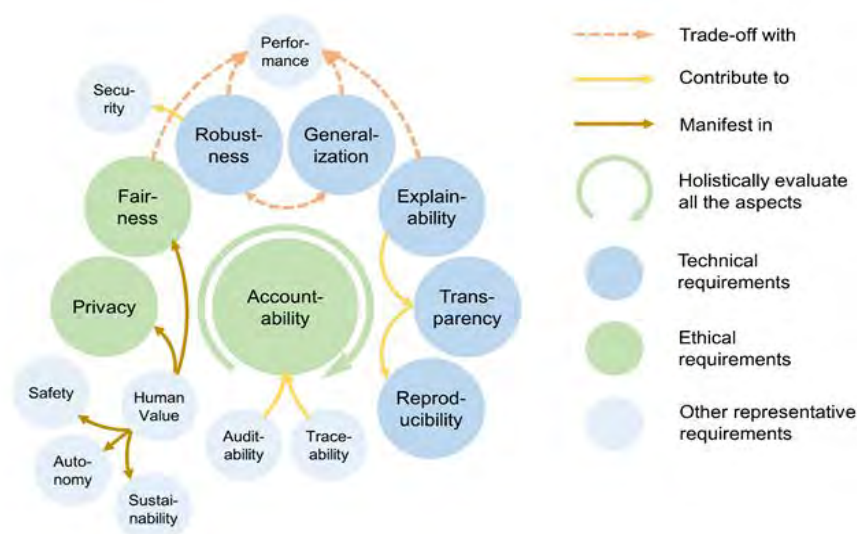 Perfor-
mance
Secu-
rity
Robust-
ness
General-
ization
Fair-
ness
Explain-
ability
Privacy
Account-
ability
Trans-
parency
Safety
Human
Value
Audit-
ability
Trace-
ability
Reprod-
ucibility
Auto-
nomy
Sustai-
nability
Trade-off with
Contribute to
Manifest in
Holistically evaluate
all the aspects
Technical
requirements
Ethical
requirements
Other representative
requirements